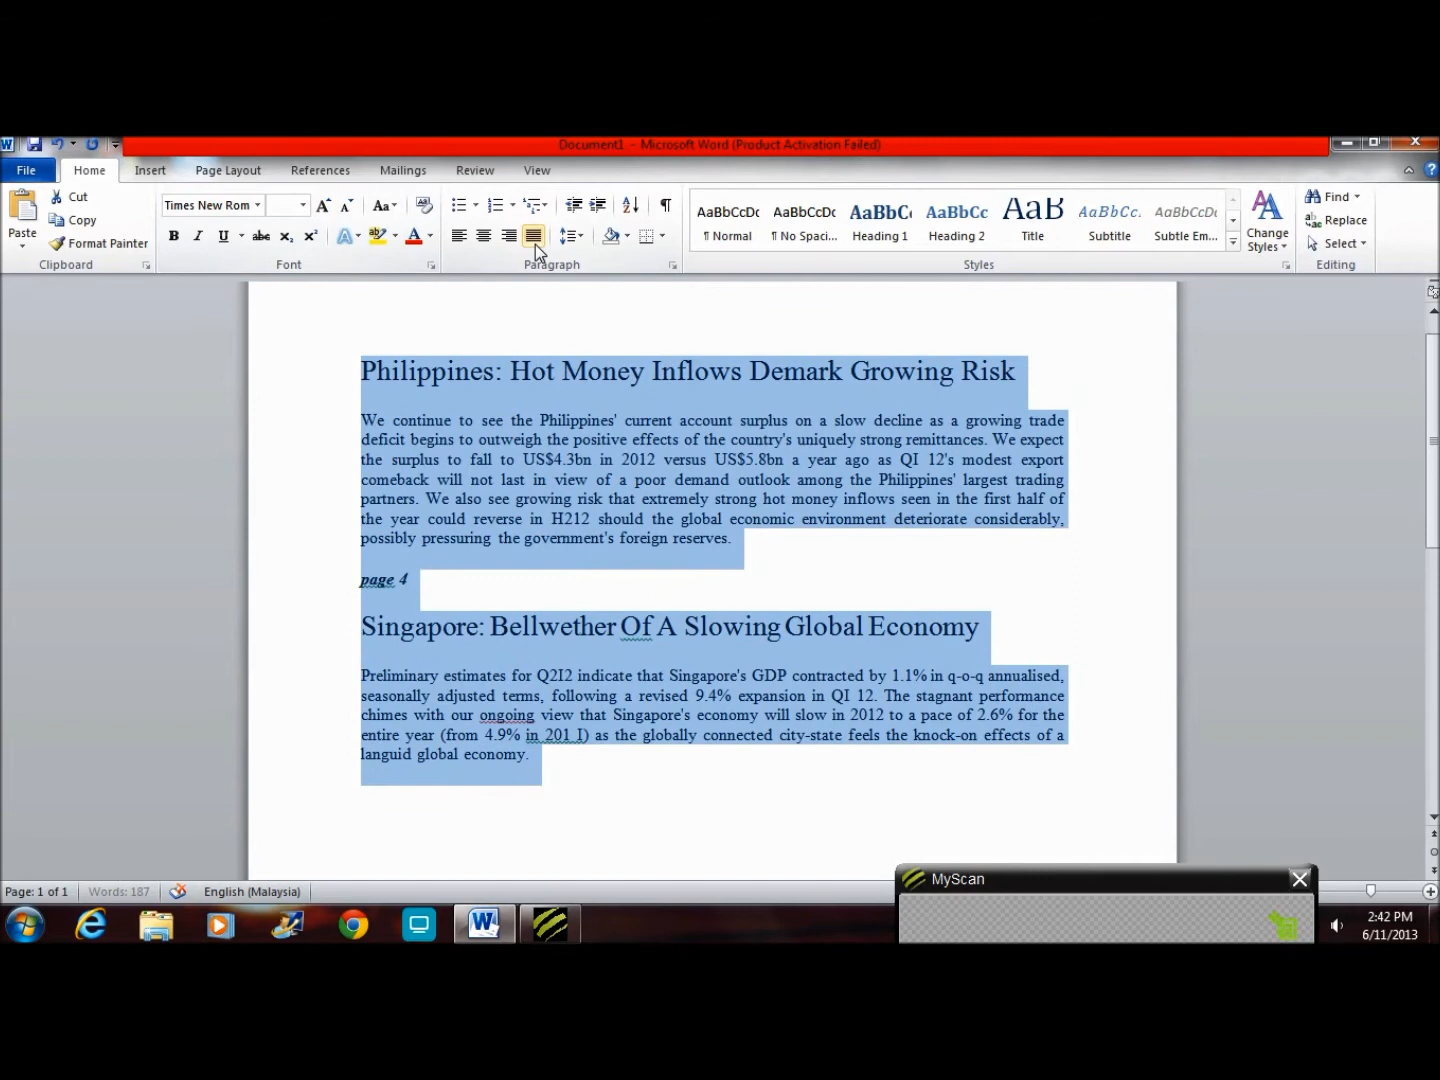 Document1 - Microsoft Word (Product Activation Failed)
File Home Insert Page Layout References Mailings Review View
Paste
Cut
Copy
Format Painter
Clipboard
Times New Rom
Aa
B I U abc x₂ x² A ab A
Font
Paragraph
AaBbCcDc AaBbCcDc AaBbC AaBbCc AaB AaBbCc. AaBbCcDc
¶ Normal ¶ No Spaci... Heading 1 Heading 2 Title Subtitle Subtle Em...
Styles
Change
Styles
Find
Replace
Select
Editing
Philippines: Hot Money Inflows Demark Growing Risk
We continue to see the Philippines' current account surplus on a slow decline as a growing trade
deficit begins to outweigh the positive effects of the country's uniquely strong remittances. We expect
the surplus to fall to US$4.3bn in 2012 versus US$5.8bn a year ago as QI 12's modest export
comeback will not last in view of a poor demand outlook among the Philippines' largest trading
partners. We also see growing risk that extremely strong hot money inflows seen in the first half of
the year could reverse in H212 should the global economic environment deteriorate considerably,
possibly pressuring the government's foreign reserves.
page 4
Singapore: Bellwether Of A Slowing Global Economy
Preliminary estimates for Q2I2 indicate that Singapore's GDP contracted by 1.1% in q-o-q annualised,
seasonally adjusted terms, following a revised 9.4% expansion in QI 12. The stagnant performance
chimes with our ongoing view that Singapore's economy will slow in 2012 to a pace of 2.6% for the
entire year (from 4.9% in 201 I) as the globally connected city-state feels the knock-on effects of a
languid global economy.
MyScan
Page: 1 of 1 Words: 187 English (Malaysia)
2:42 PM
6/11/2013